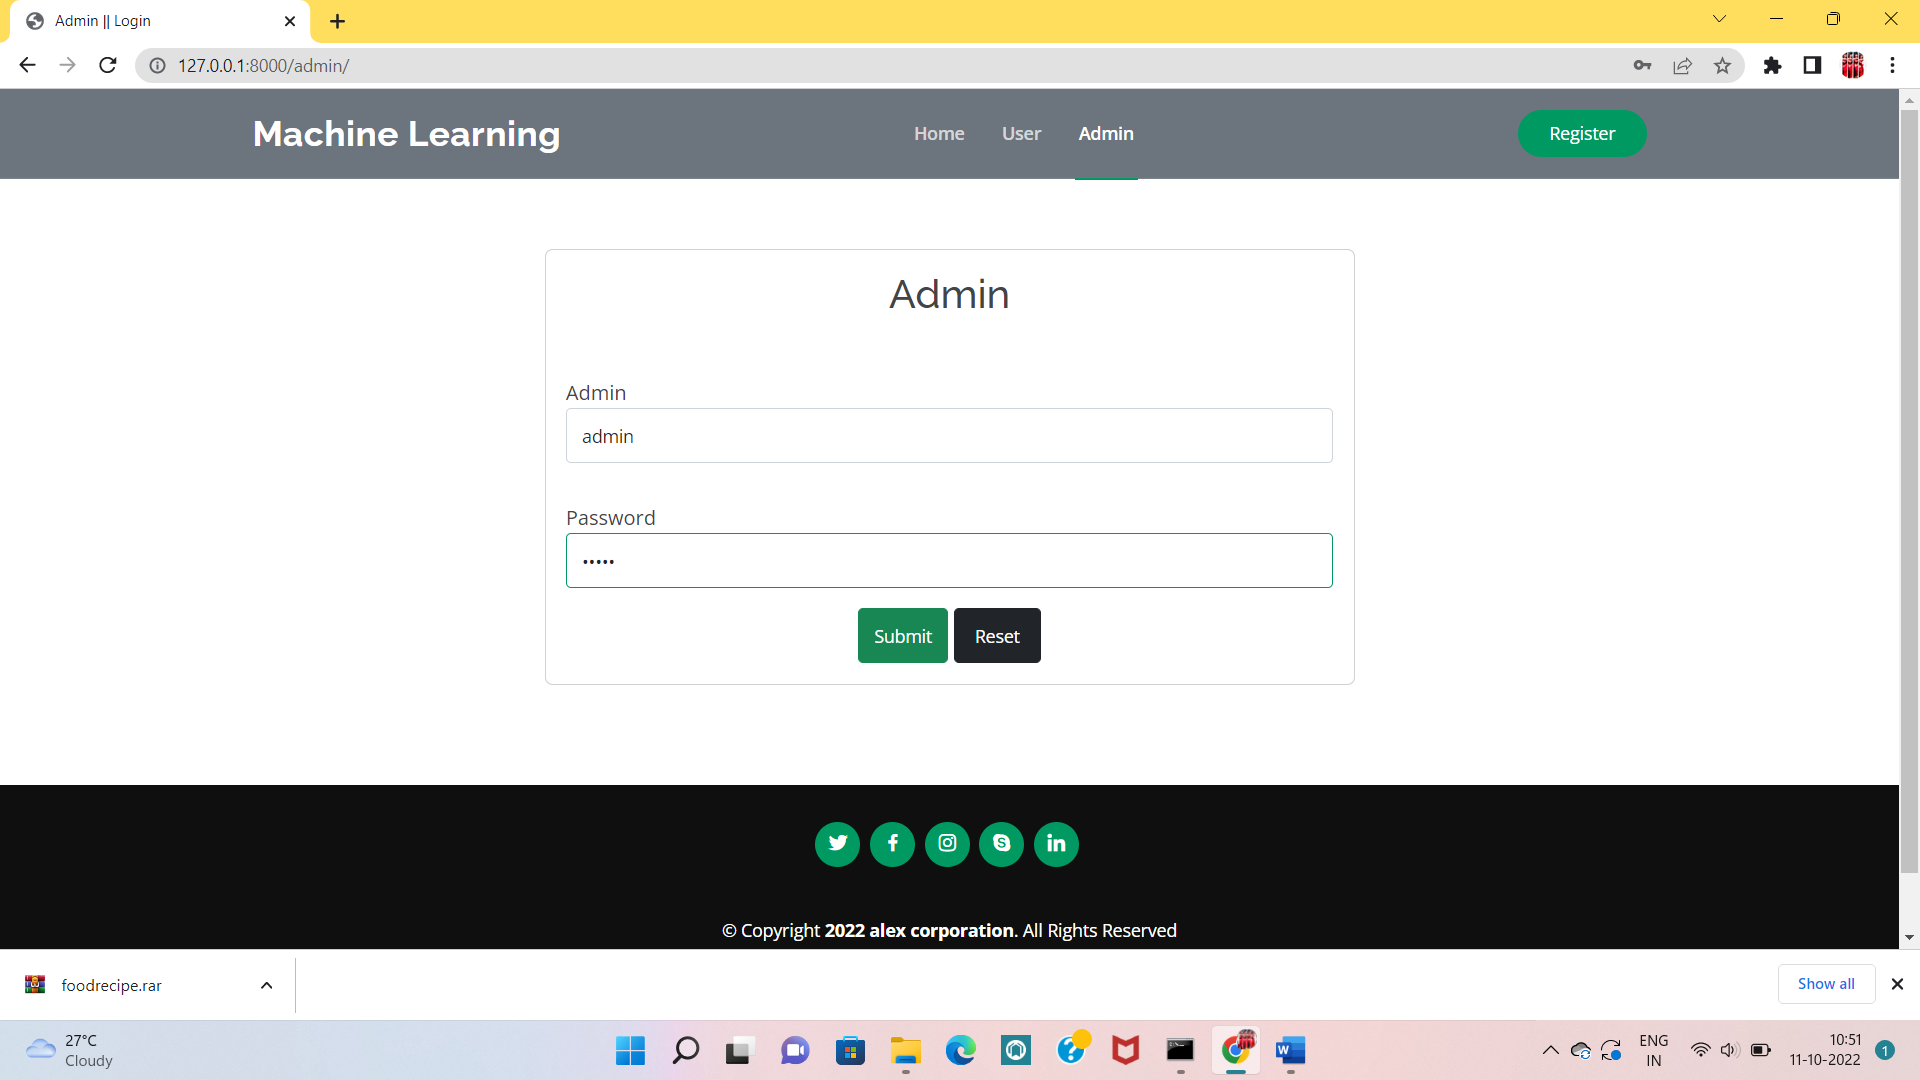 Admin || Login
127.0.0.1:8000/admin/
Machine Learning
Home User Admin
Register
Admin
Admin
admin
Password
•••••
Submit Reset
© Copyright 2022 alex corporation. All Rights Reserved
foodrecipe.rar
Show all
27°C
Cloudy
ENG
IN
10:51
11-10-2022
1